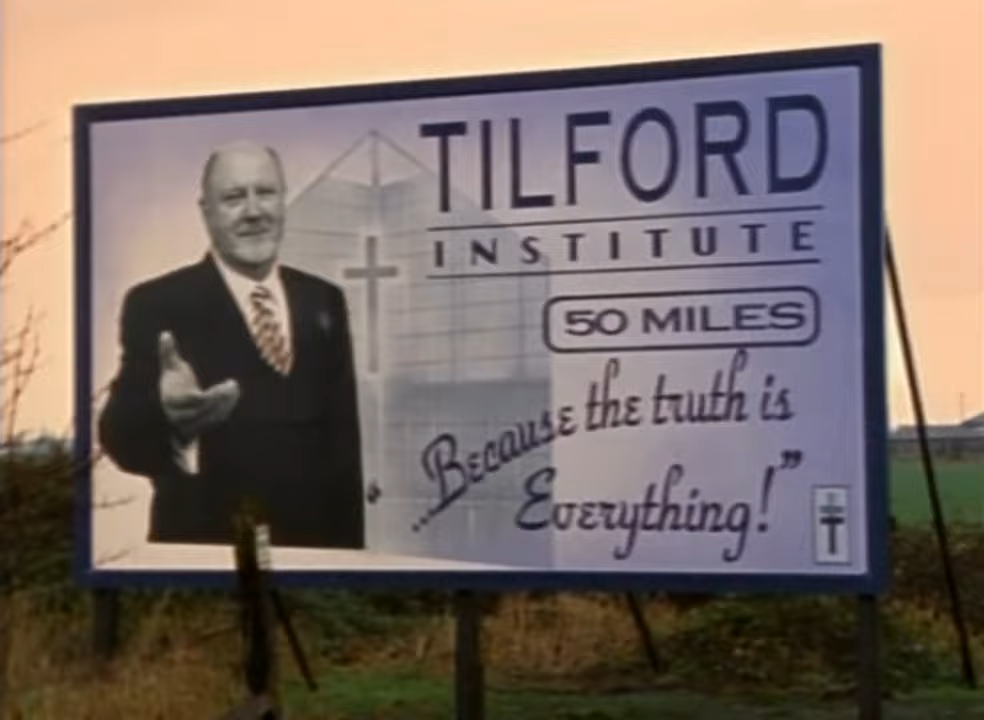 TILFORD
INSTITUTE
50 MILES
"...Because the truth is
Everything!"